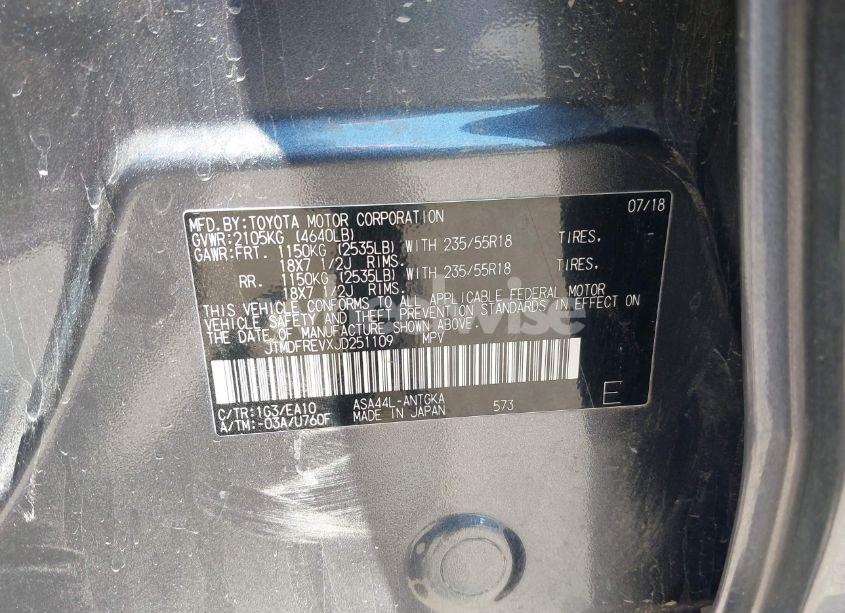 MFD.BY:TOYOTA MOTOR CORPORATION 07/18
GVWR:2105KG (4640LB)
GAWR:FRT. 1150KG (2535LB) WITH 235/55R18 TIRES,
18X7 1/2J RIMS.
RR. 1150KG (2535LB) WITH 235/55R18 TIRES,
18X7 1/2J RIMS.
THIS VEHICLE CONFORMS TO ALL APPLICABLE FEDERAL MOTOR
VEHICLE SAFETY AND THEFT PREVENTION STANDARDS IN EFFECT ON
THE DATE OF MANUFACTURE SHOWN ABOVE.
JTMDFREVXJD251109 MPV
C/TR:1G3/EA10 ASA44L-ANTGKA
A/TM:-03A/U760F MADE IN JAPAN 573 E